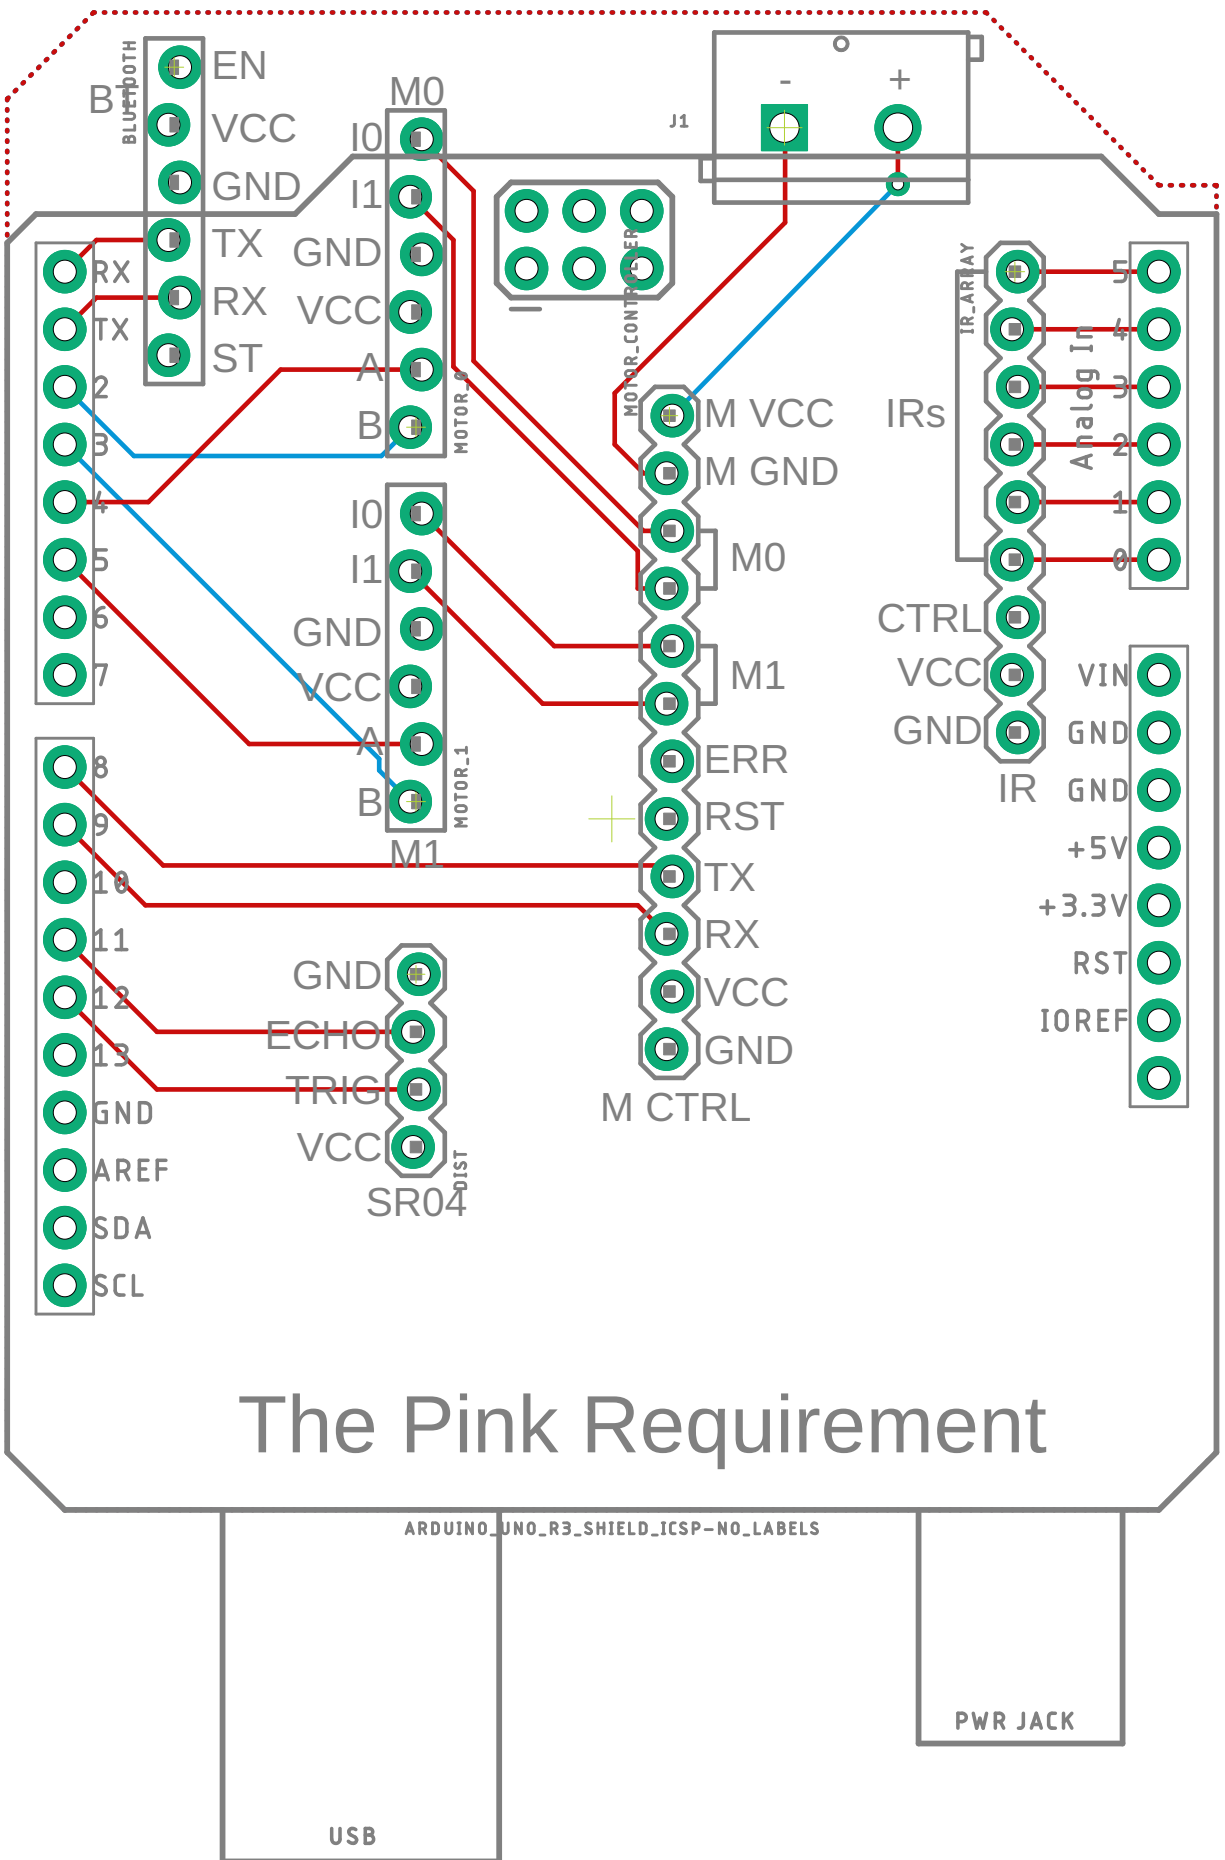 BT
BLUETOOTH
EN
VCC
GND
TX
RX
ST
M0
I0
I1
GND
VCC
A
B
MOTOR_0
J1
-
+
RX
TX
2
3
4
5
6
7
I0
I1
GND
VCC
A
B
MOTOR_1
M1
MOTOR_CONTROLLER
M VCC
M GND
M0
M1
ERR
RST
TX
RX
VCC
GND
M CTRL
IR_ARRAY
IRs
CTRL
VCC
GND
IR
Analog In
5
4
3
2
1
0
VIN
GND
GND
+5V
+3.3V
RST
IOREF
8
9
10
11
12
13
GND
AREF
SDA
SCL
GND
ECHO
TRIG
VCC
DIST
SR04
The Pink Requirement
ARDUINO_UNO_R3_SHIELD_ICSP-NO_LABELS
PWR JACK
USB